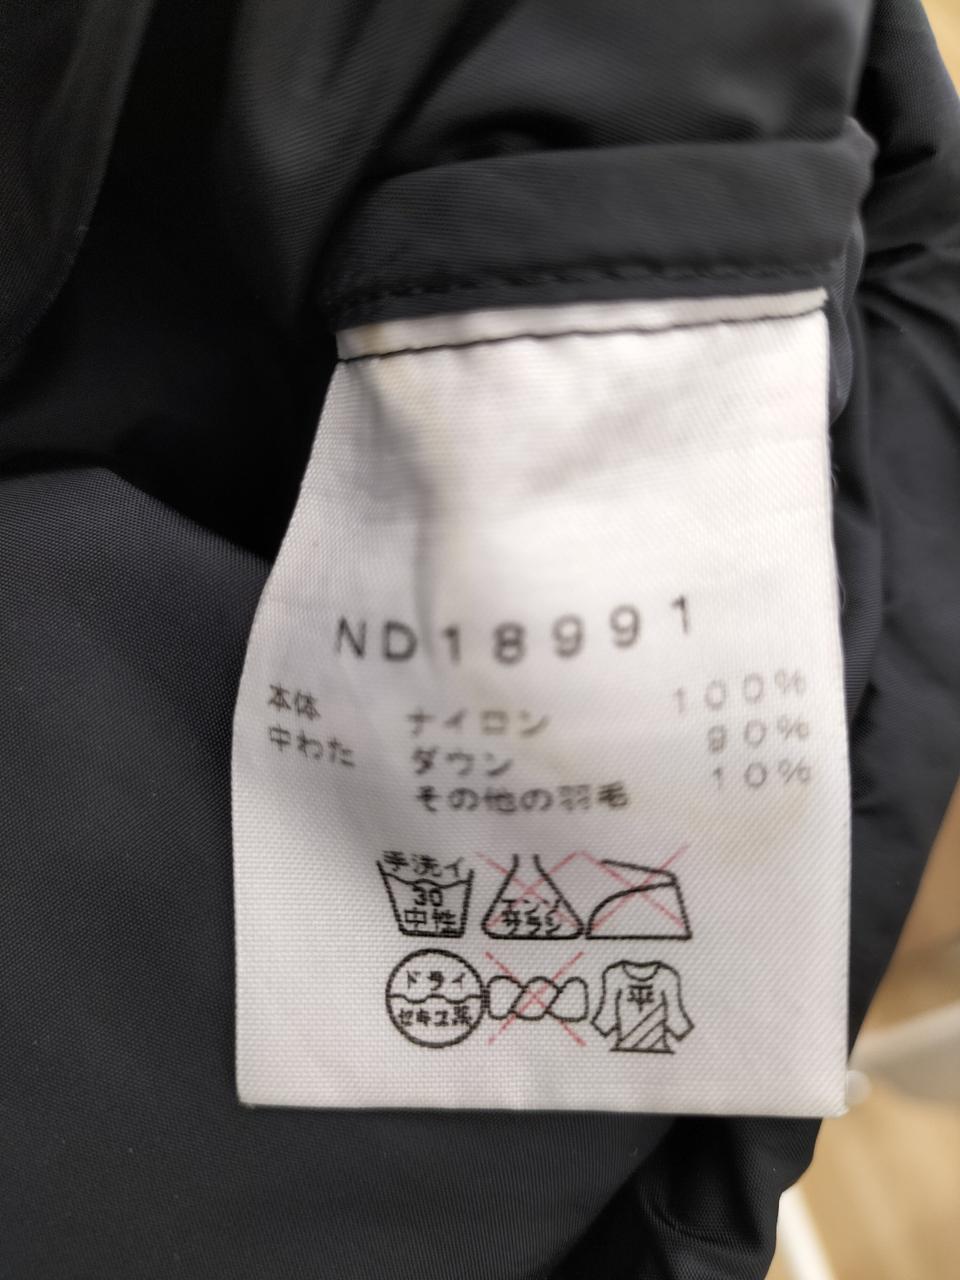 ND18991
本体 ナイロン 100%
中わた ダウン 90%
その他の羽毛 10%
手洗イ
30
中性
エンソ
サラシ
ドライ
セキユ系
平